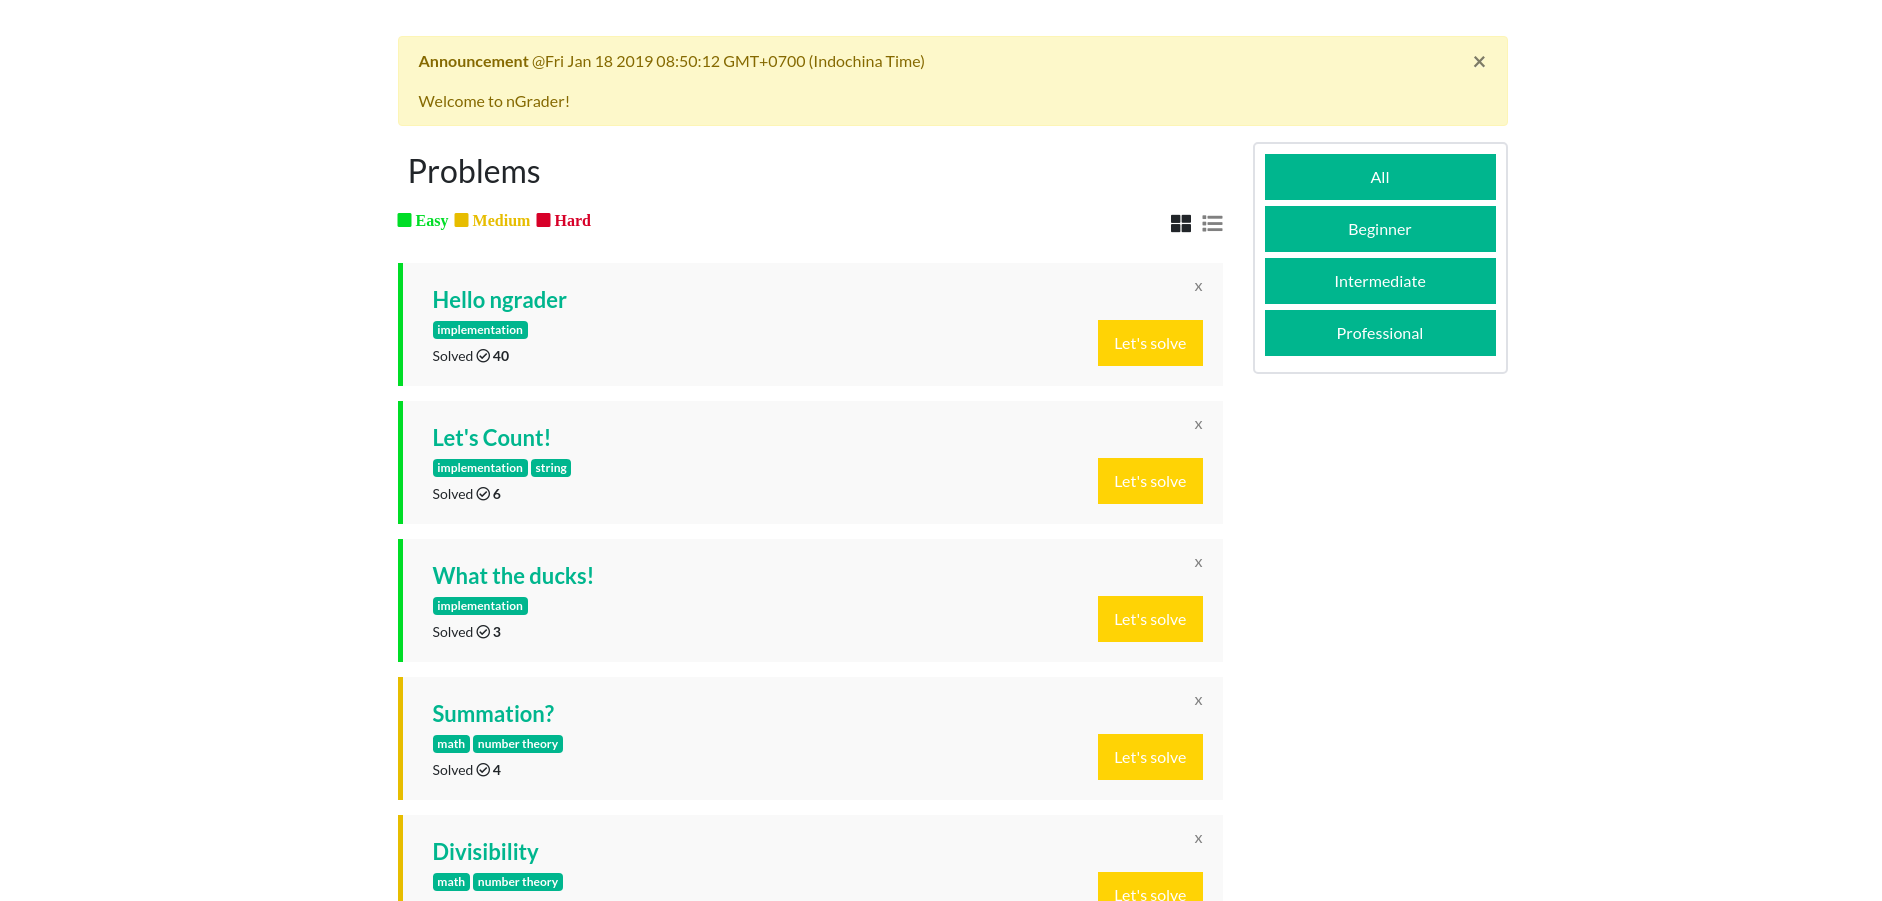 Announcement @Fri Jan 18 2019 08:50:12 GMT+0700 (Indochina Time)
×
Welcome to nGrader!
Problems
Easy Medium Hard
Hello ngrader
x
implementation
Solved 40
Let's solve
Let's Count!
x
implementation string
Solved 6
Let's solve
What the ducks!
x
implementation
Solved 3
Let's solve
Summation?
x
math number theory
Solved 4
Let's solve
Divisibility
x
math number theory
Let's solve
All
Beginner
Intermediate
Professional